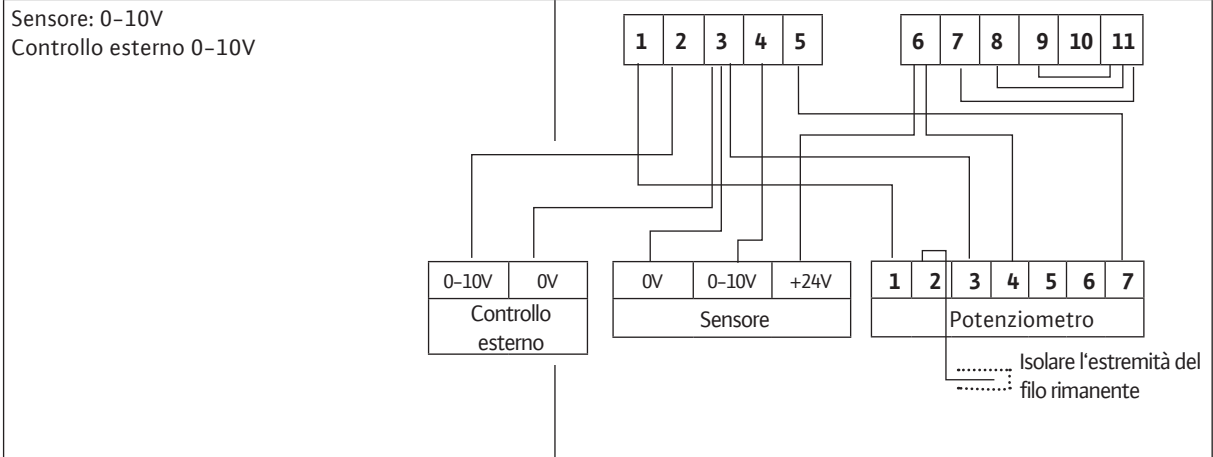 Sensore: 0–10V
Controllo esterno 0–10V
1 2 3 4 5
6 7 8 9 10 11
0–10V 0V
Controllo
esterno
0V 0–10V +24V
Sensore
1 2 3 4 5 6 7
Potenziometro
Isolare l‘estremità del
filo rimanente